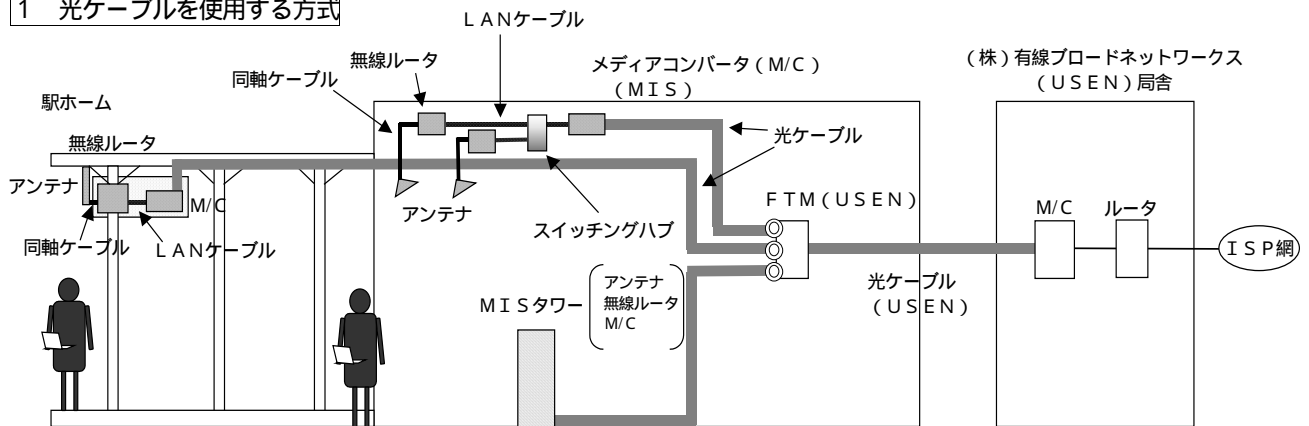 1 光ケーブルを使用する方式
LANケーブル
無線ルータ
同軸ケーブル
メディアコンバータ(M/C)
(MIS)
(株)有線ブロードネットワークス
(USEN)局舎
駅ホーム
無線ルータ
アンテナ
M/C
同軸ケーブル
LANケーブル
アンテナ
スイッチングハブ
光ケーブル
FTM(USEN)
M/C
ルータ
ISP網
MISタワー
アンテナ
無線ルータ
M/C
光ケーブル
(USEN)